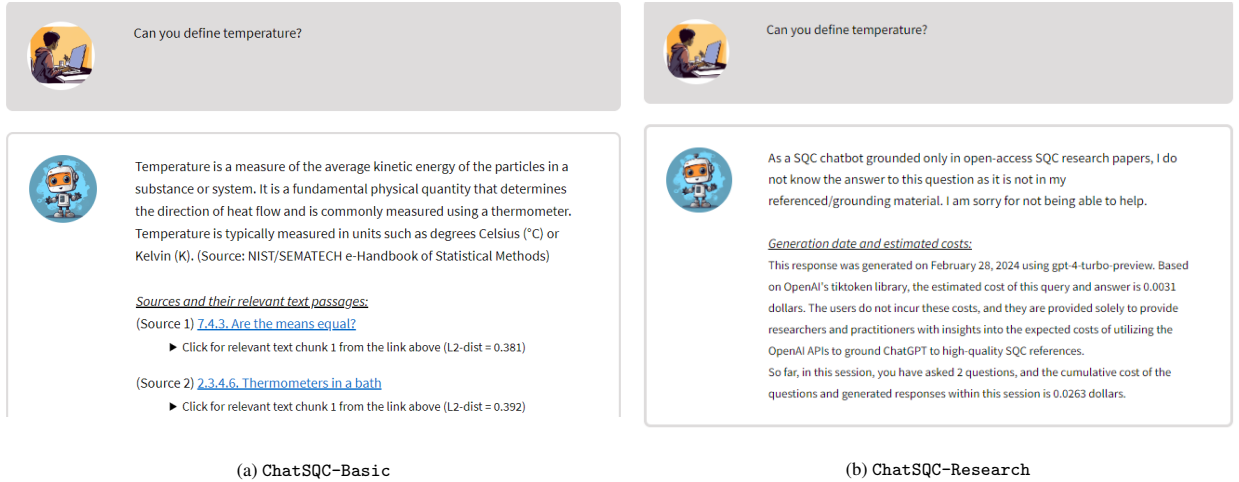 Can you define temperature?
Temperature is a measure of the average kinetic energy of the particles in a
substance or system. It is a fundamental physical quantity that determines
the direction of heat flow and is commonly measured using a thermometer.
Temperature is typically measured in units such as degrees Celsius (°C) or
Kelvin (K). (Source: NIST/SEMATECH e-Handbook of Statistical Methods)
Sources and their relevant text passages:
(Source 1) 7.4.3. Are the means equal?
▶ Click for relevant text chunk 1 from the link above (L2-dist = 0.381)
(Source 2) 2.3.4.6. Thermometers in a bath
▶ Click for relevant text chunk 1 from the link above (L2-dist = 0.392)
(a) ChatSQC-Basic
Can you define temperature?
As a SQC chatbot grounded only in open-access SQC research papers, I do
not know the answer to this question as it is not in my
referenced/grounding material. I am sorry for not being able to help.
Generation date and estimated costs:
This response was generated on February 28, 2024 using gpt-4-turbo-preview. Based
on OpenAI's tiktoken library, the estimated cost of this query and answer is 0.0031
dollars. The users do not incur these costs, and they are provided solely to provide
researchers and practitioners with insights into the expected costs of utilizing the
OpenAI APIs to ground ChatGPT to high-quality SQC references.
So far, in this session, you have asked 2 questions, and the cumulative cost of the
questions and generated responses within this session is 0.0263 dollars.
(b) ChatSQC-Research